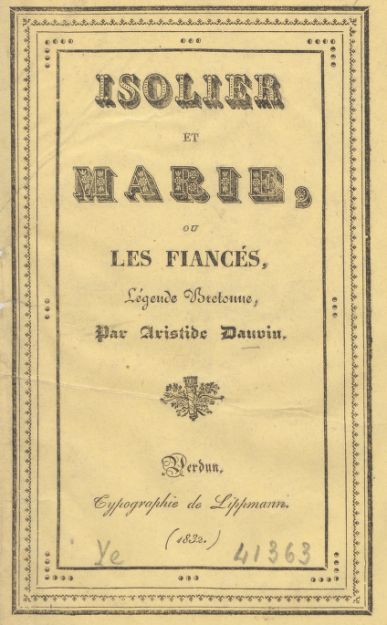 ISOLIER
ET
MARIE,
OU
LES FIANCÉS,
Légende Bretonne,
Par Aristide Dauvin.
Verdun,
Typographie de Lippmann.
(1832.)
Ye 41363